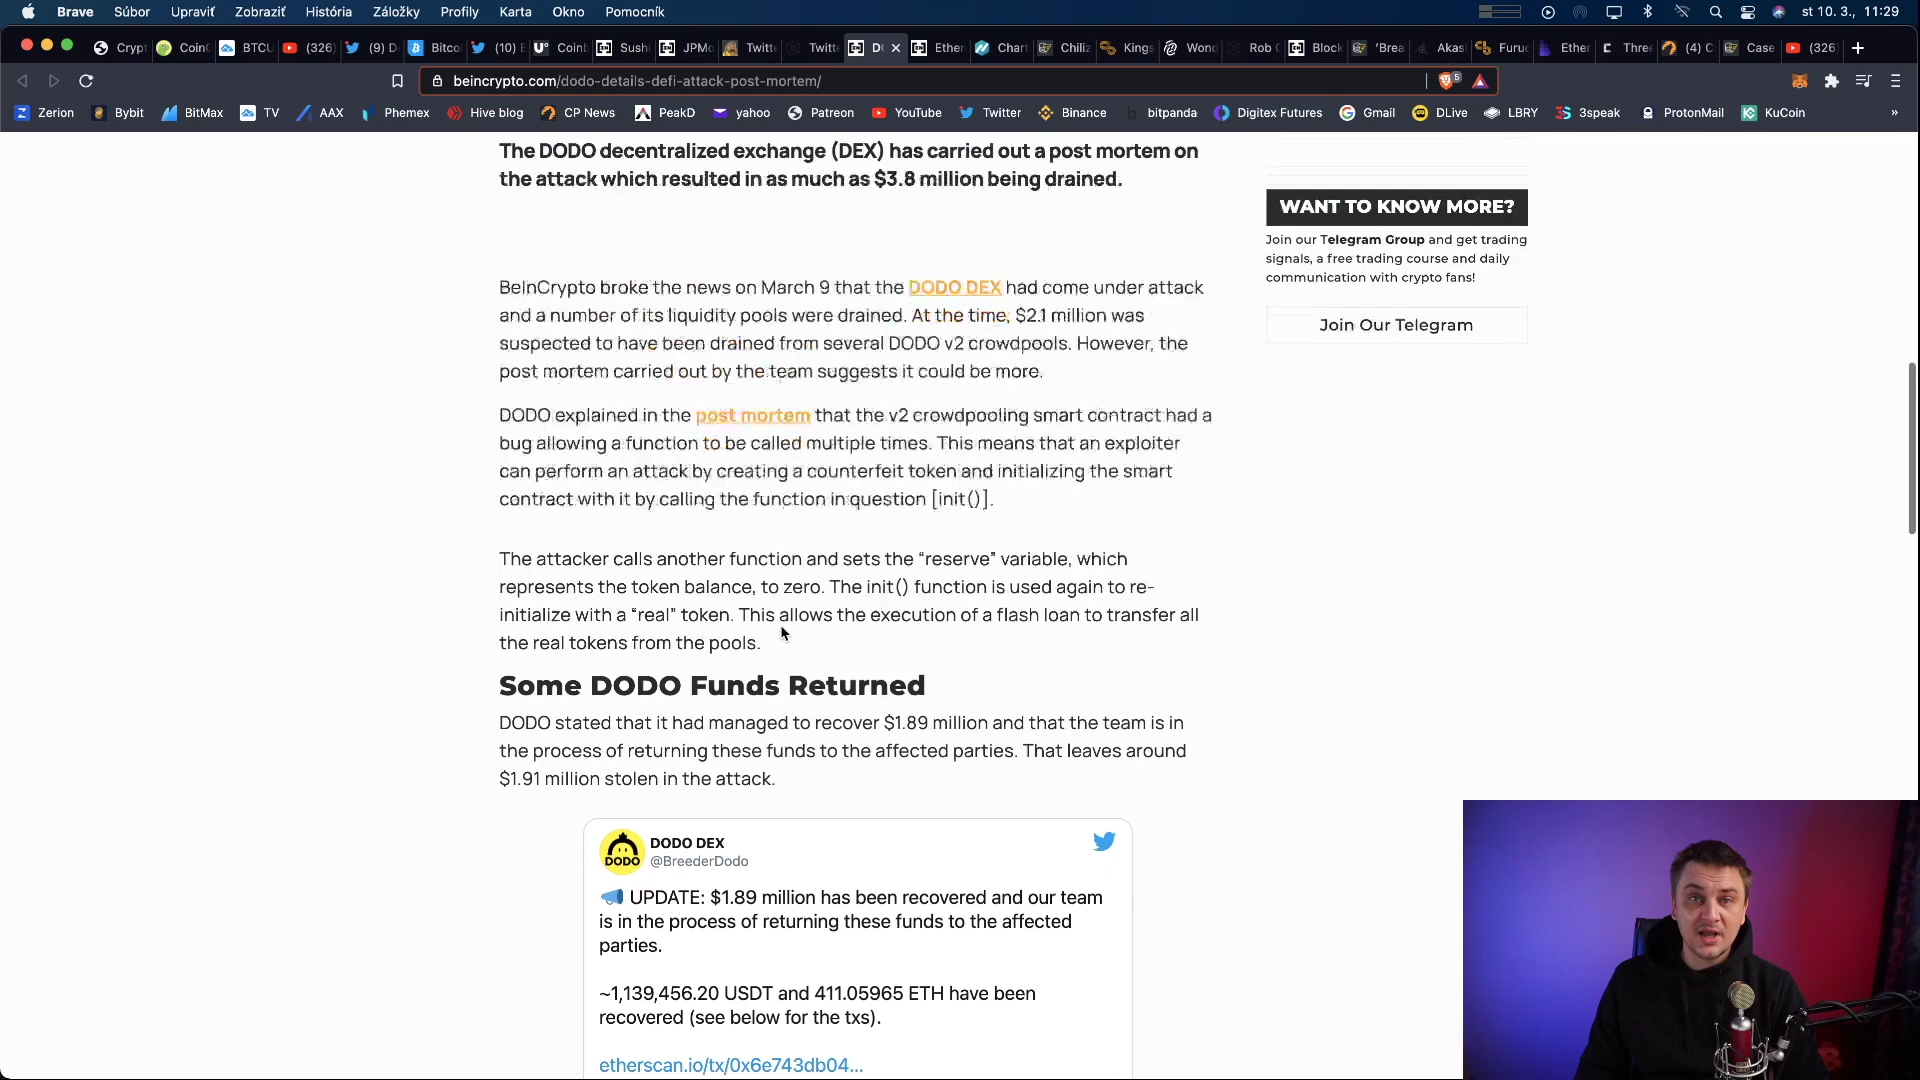 Brave Súbor Upraviť Zobraziť História Záložky Profily Karta Okno Pomocník st 10. 3., 11:29
Crypt CoinG BTCU (326) (9) D Bitcoi (10) E Coinb Sushi JPMo Twitte Twitte DO Ether Chart Chiliz Kings Wond Rob C Block 'Brea Akas Furuc Ether Three (4) C Case (326)
beincrypto.com/dodo-details-defi-attack-post-mortem/ 5
Zerion Bybit BitMax TV AAX Phemex Hive blog CP News PeakD yahoo Patreon YouTube Twitter Binance bitpanda Digitex Futures Gmail DLive LBRY 3speak ProtonMail KuCoin »
The DODO decentralized exchange (DEX) has carried out a post mortem on
the attack which resulted in as much as $3.8 million being drained.
BeInCrypto broke the news on March 9 that the DODO DEX had come under attack
and a number of its liquidity pools were drained. At the time, $2.1 million was
suspected to have been drained from several DODO v2 crowdpools. However, the
post mortem carried out by the team suggests it could be more.
DODO explained in the post mortem that the v2 crowdpooling smart contract had a
bug allowing a function to be called multiple times. This means that an exploiter
can perform an attack by creating a counterfeit token and initializing the smart
contract with it by calling the function in question [init()].
The attacker calls another function and sets the “reserve” variable, which
represents the token balance, to zero. The init() function is used again to re-
initialize with a “real” token. This allows the execution of a flash loan to transfer all
the real tokens from the pools.
Some DODO Funds Returned
DODO stated that it had managed to recover $1.89 million and that the team is in
the process of returning these funds to the affected parties. That leaves around
$1.91 million stolen in the attack.
DODO
DODO DEX
@BreederDodo
UPDATE: $1.89 million has been recovered and our team
is in the process of returning these funds to the affected
parties.
~1,139,456.20 USDT and 411.05965 ETH have been
recovered (see below for the txs).
etherscan.io/tx/0x6e743db04...
WANT TO KNOW MORE?
Join our Telegram Group and get trading
signals, a free trading course and daily
communication with crypto fans!
Join Our Telegram